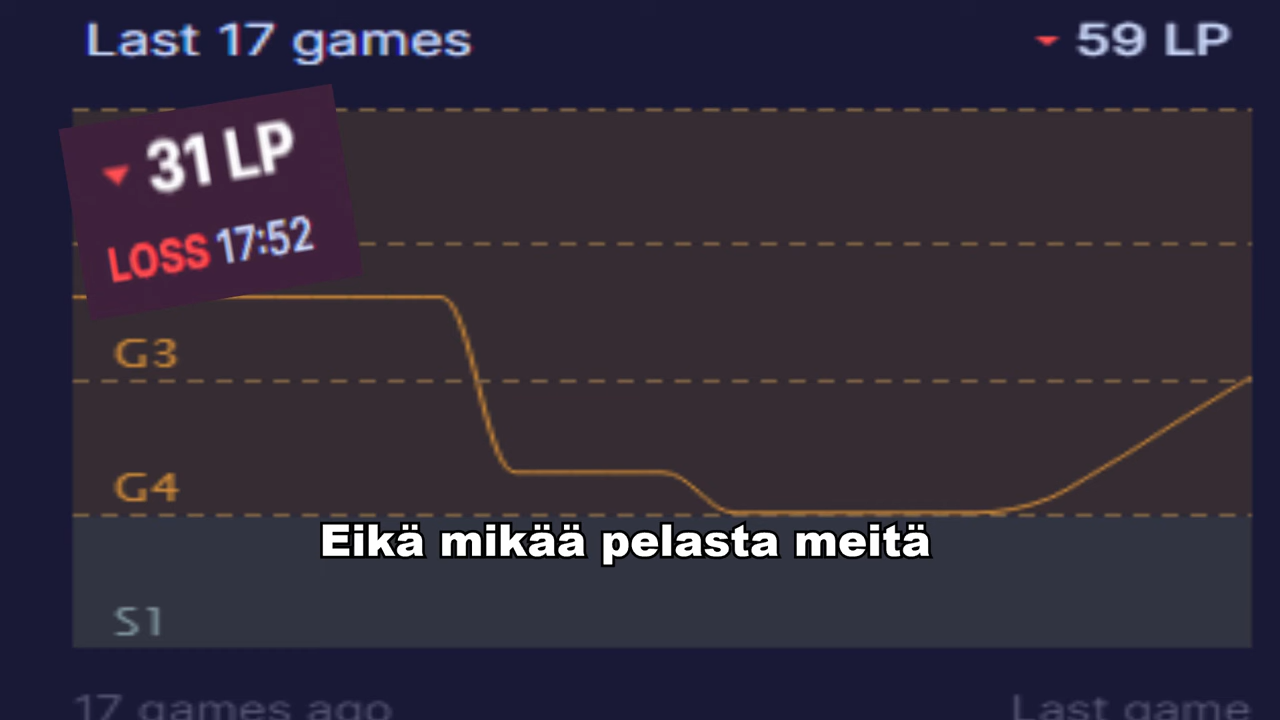 Last 17 games
59 LP
31 LP
LOSS 17:52
G3
G4
Eikä mikää pelasta meitä
S1
17 games ago
Last game